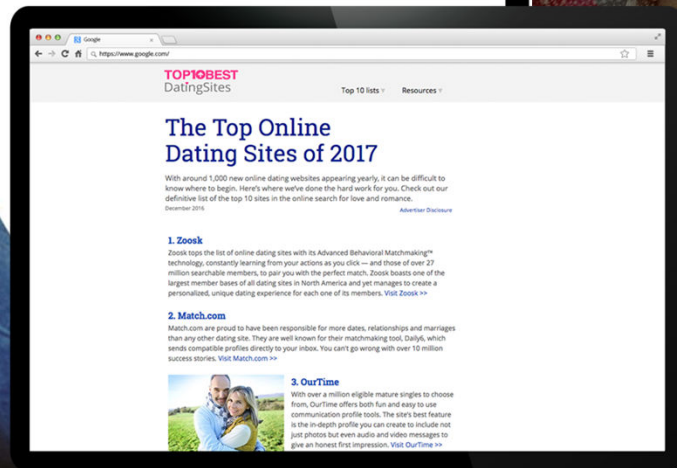 Google
https://www.google.com/
TOP10BEST
DatingSites
Top 10 lists
Resources
The Top Online
Dating Sites of 2017
With around 1,000 new online dating websites appearing yearly, it can be difficult to
know where to begin. Here's where we've done the hard work for you. Check out our
definitive list of the top 10 sites in the online search for love and romance.
December 2016
Advertiser Disclosure
1. Zoosk
Zoosk tops the list of online dating sites with its Advanced Behavioral Matchmaking™
technology, constantly learning from your actions as you click — and those of over 27
million searchable members, to pair you with the perfect match. Zoosk boasts one of the
largest member bases of all dating sites in North America and yet manages to create a
personalized, unique dating experience for each one of its members. Visit Zoosk >>
2. Match.com
Match.com are proud to have been responsible for more dates, relationships and marriages
than any other dating site. They are well known for their matchmaking tool, Daily6, which
sends compatible profiles directly to your inbox. You can't go wrong with over 10 million
success stories. Visit Match.com >>
3. OurTime
With over a million eligible mature singles to choose
from, OurTime offers both fun and easy to use
communication profile tools. The site's best feature
is the in-depth profile you can create to include not
just photos but even audio and video messages to
give an honest first impression. Visit OurTime >>